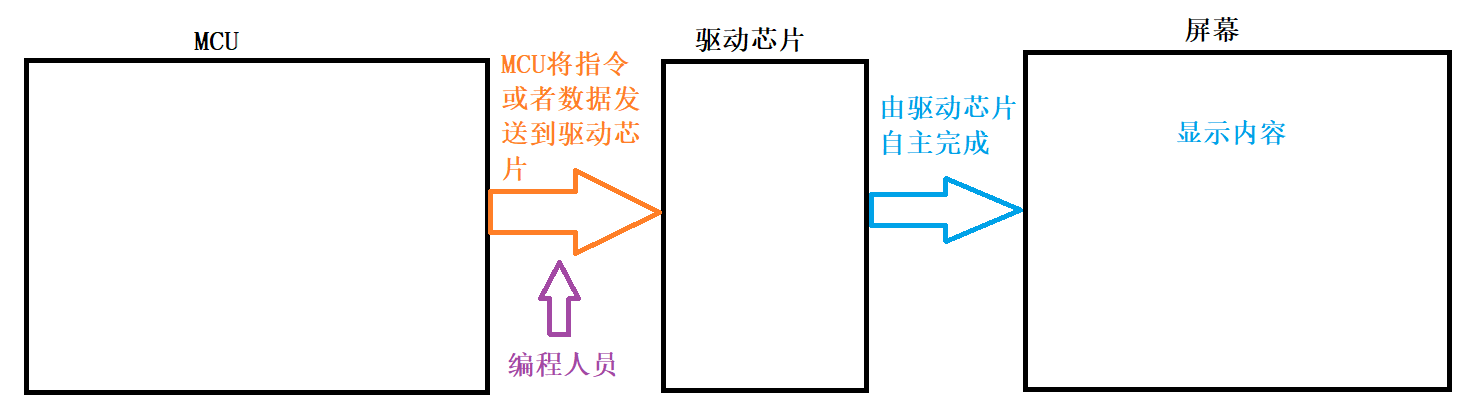 MCU
MCU将指令
或者数据发
送到驱动芯
片
编程人员
驱动芯片
由驱动芯片
自主完成
屏幕
显示内容